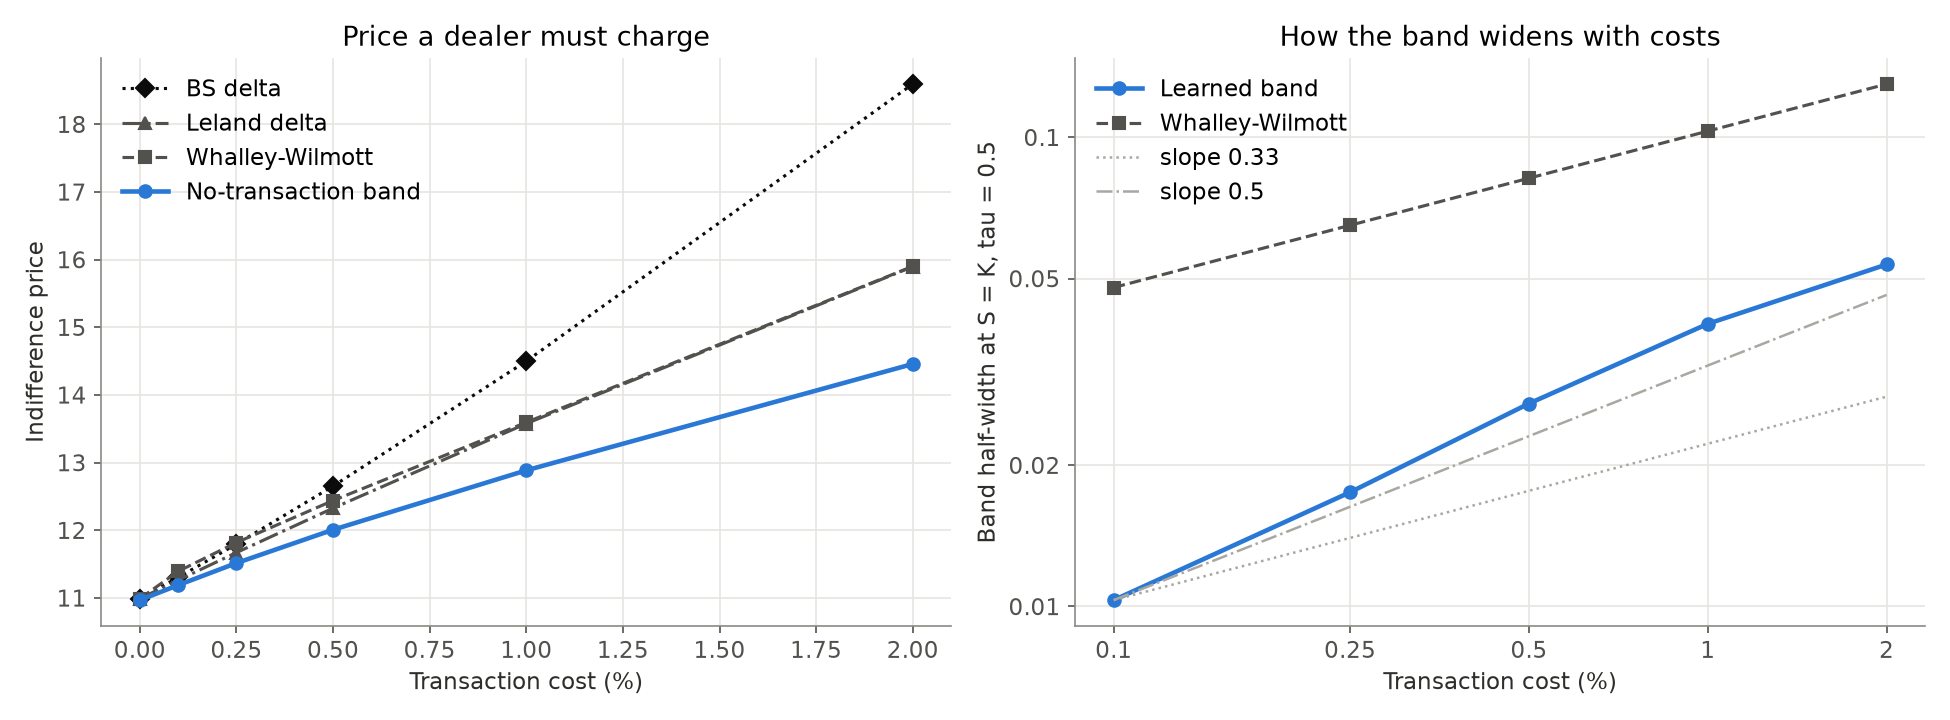 Price a dealer must charge
BS delta
Leland delta
Whalley-Wilmott
No-transaction band
Indifference price
18
17
16
15
14
13
12
11
0.00 0.25 0.50 0.75 1.00 1.25 1.50 1.75 2.00
Transaction cost (%)
How the band widens with costs
Learned band
Whalley-Wilmott
slope 0.33
slope 0.5
Band half-width at S = K, tau = 0.5
0.1
0.05
0.02
0.01
0.1 0.25 0.5 1 2
Transaction cost (%)